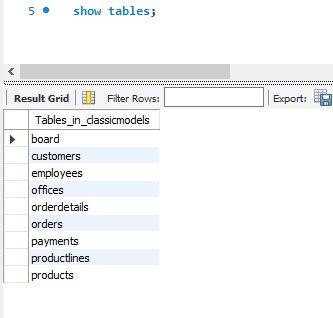 5 show tables;
Result Grid Filter Rows: Export:
Tables_in_classicmodels
board
customers
employees
offices
orderdetails
orders
payments
productlines
products